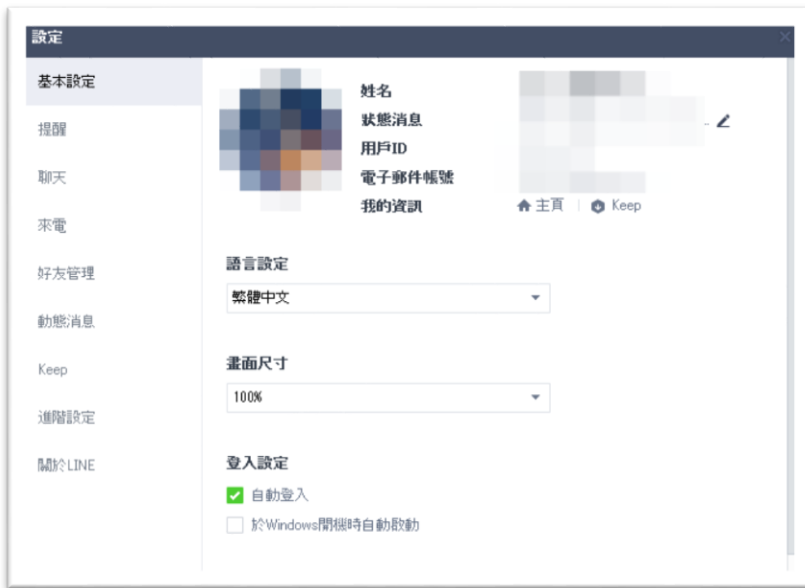 設定
基本設定
提醒
聊天
來電
好友管理
動態消息
Keep
進階設定
關於LINE
姓名
狀態消息
用戶ID
電子郵件帳號
我的資訊
主頁 | Keep
語言設定
繁體中文
畫面尺寸
100%
登入設定
自動登入
於Windows開機時自動啟動